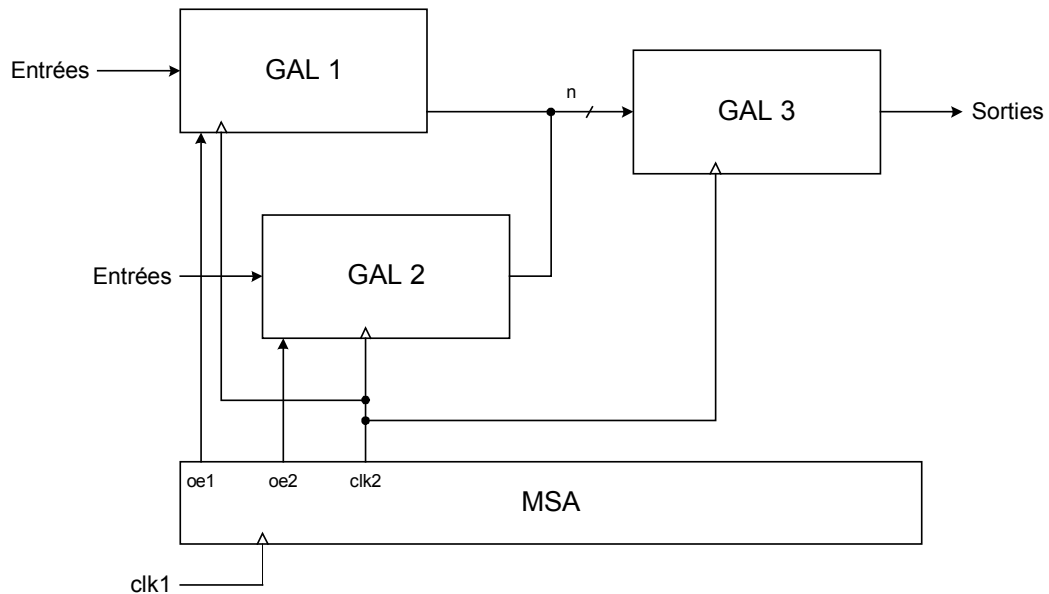 GAL 1
Entrées
n
GAL 3
Sorties
GAL 2
Entrées
oe1
oe2
clk2
MSA
clk1